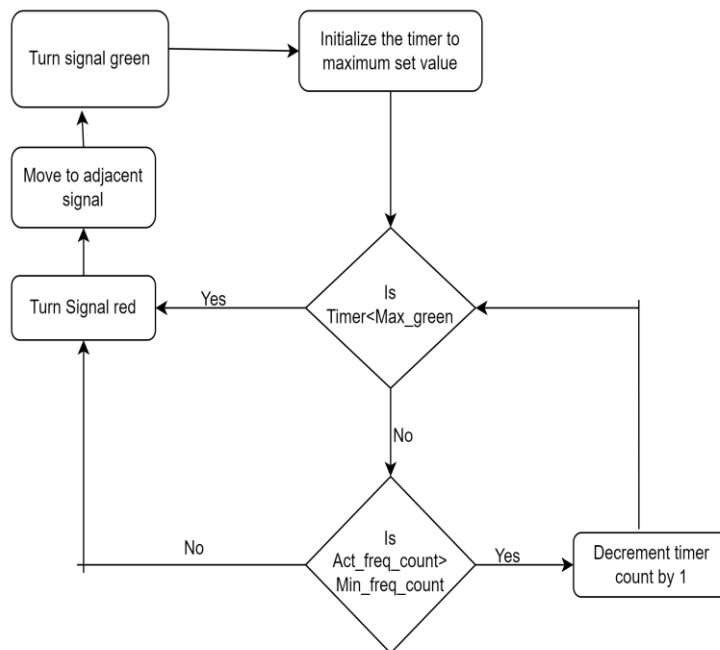 Turn signal green
Initialize the timer to
maximum set value
Move to adjacent
signal
Turn Signal red
Yes
Is
Timer<Max_green
No
No
Is
Act_freq_count>
Min_freq_count
Yes
Decrement timer
count by 1